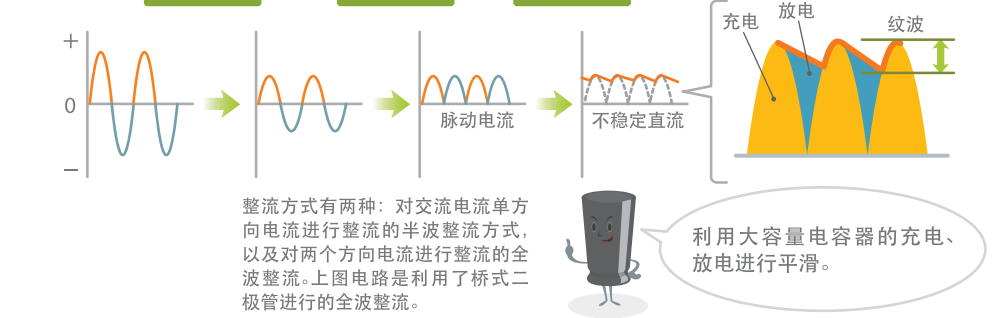 充电
放电
纹波
+
0
−
脉动电流
不稳定直流
整流方式有两种：对交流电流单方
向电流进行整流的半波整流方式，
以及对两个方向电流进行整流的全
波整流。上图电路是利用了桥式二
极管进行的全波整流。
利用大容量电容器的充电、
放电进行平滑。